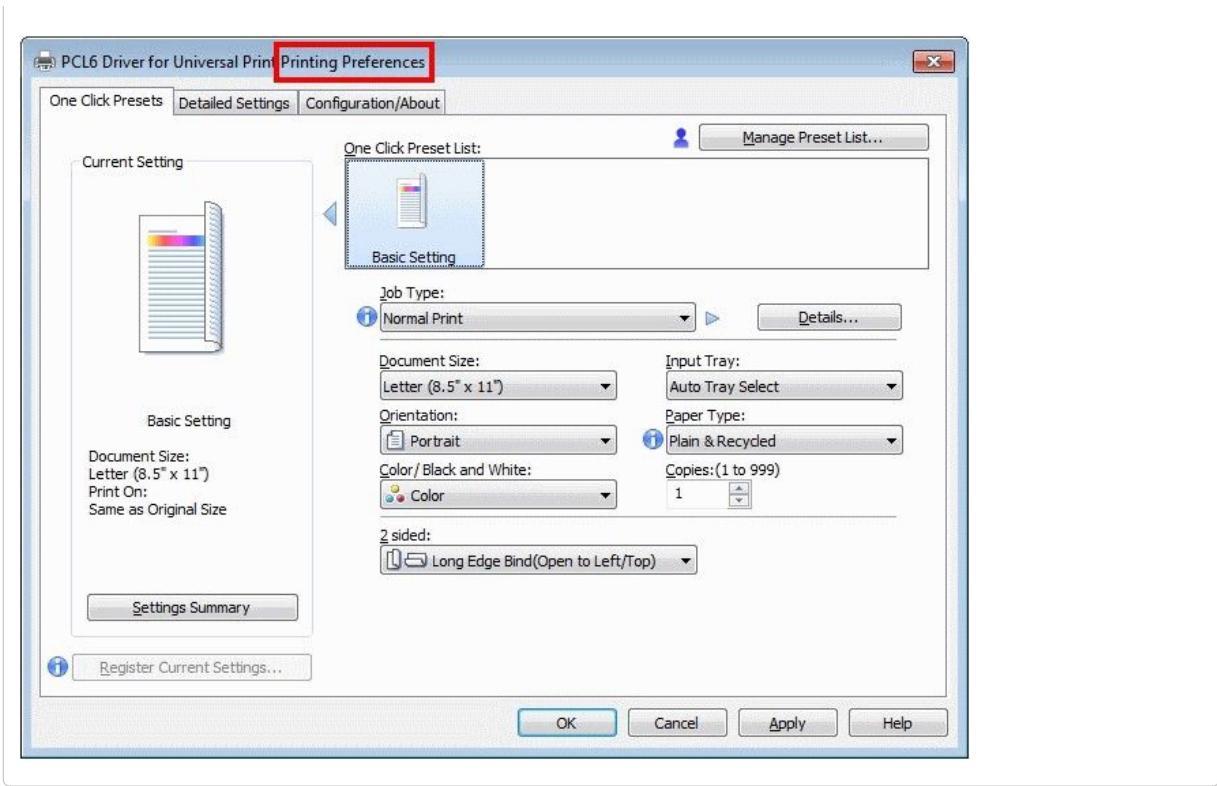 PCL6 Driver for Universal Print Printing Preferences
One Click Presets Detailed Settings Configuration/About
Manage Preset List...
Current Setting
One Click Preset List:
Basic Setting
Job Type:
Normal Print Details...
Document Size: Input Tray:
Letter (8.5" x 11") Auto Tray Select
Orientation: Paper Type:
Portrait Plain & Recycled
Color/ Black and White: Copies:(1 to 999)
Color 1
2 sided:
Long Edge Bind(Open to Left/Top)
Basic Setting
Document Size:
Letter (8.5" x 11")
Print On:
Same as Original Size
Settings Summary
Register Current Settings...
OK Cancel Apply Help